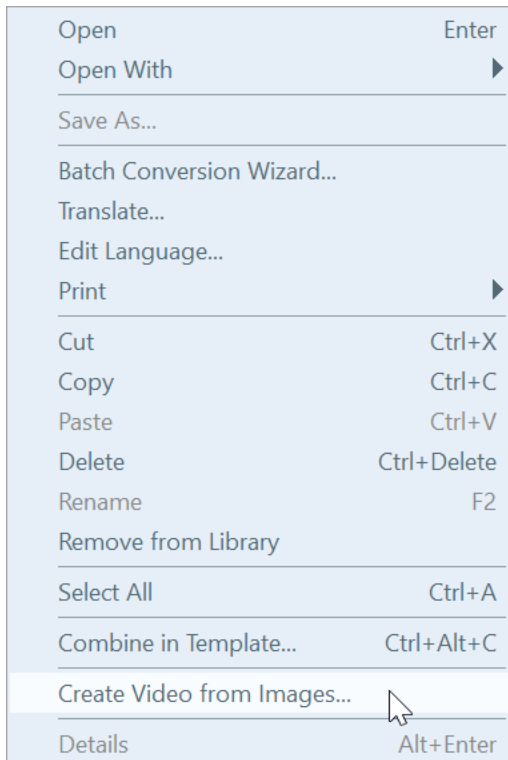 Open Enter
Open With
Save As...
Batch Conversion Wizard...
Translate...
Edit Language...
Print
Cut Ctrl+X
Copy Ctrl+C
Paste Ctrl+V
Delete Ctrl+Delete
Rename F2
Remove from Library
Select All Ctrl+A
Combine in Template... Ctrl+Alt+C
Create Video from Images...
Details Alt+Enter